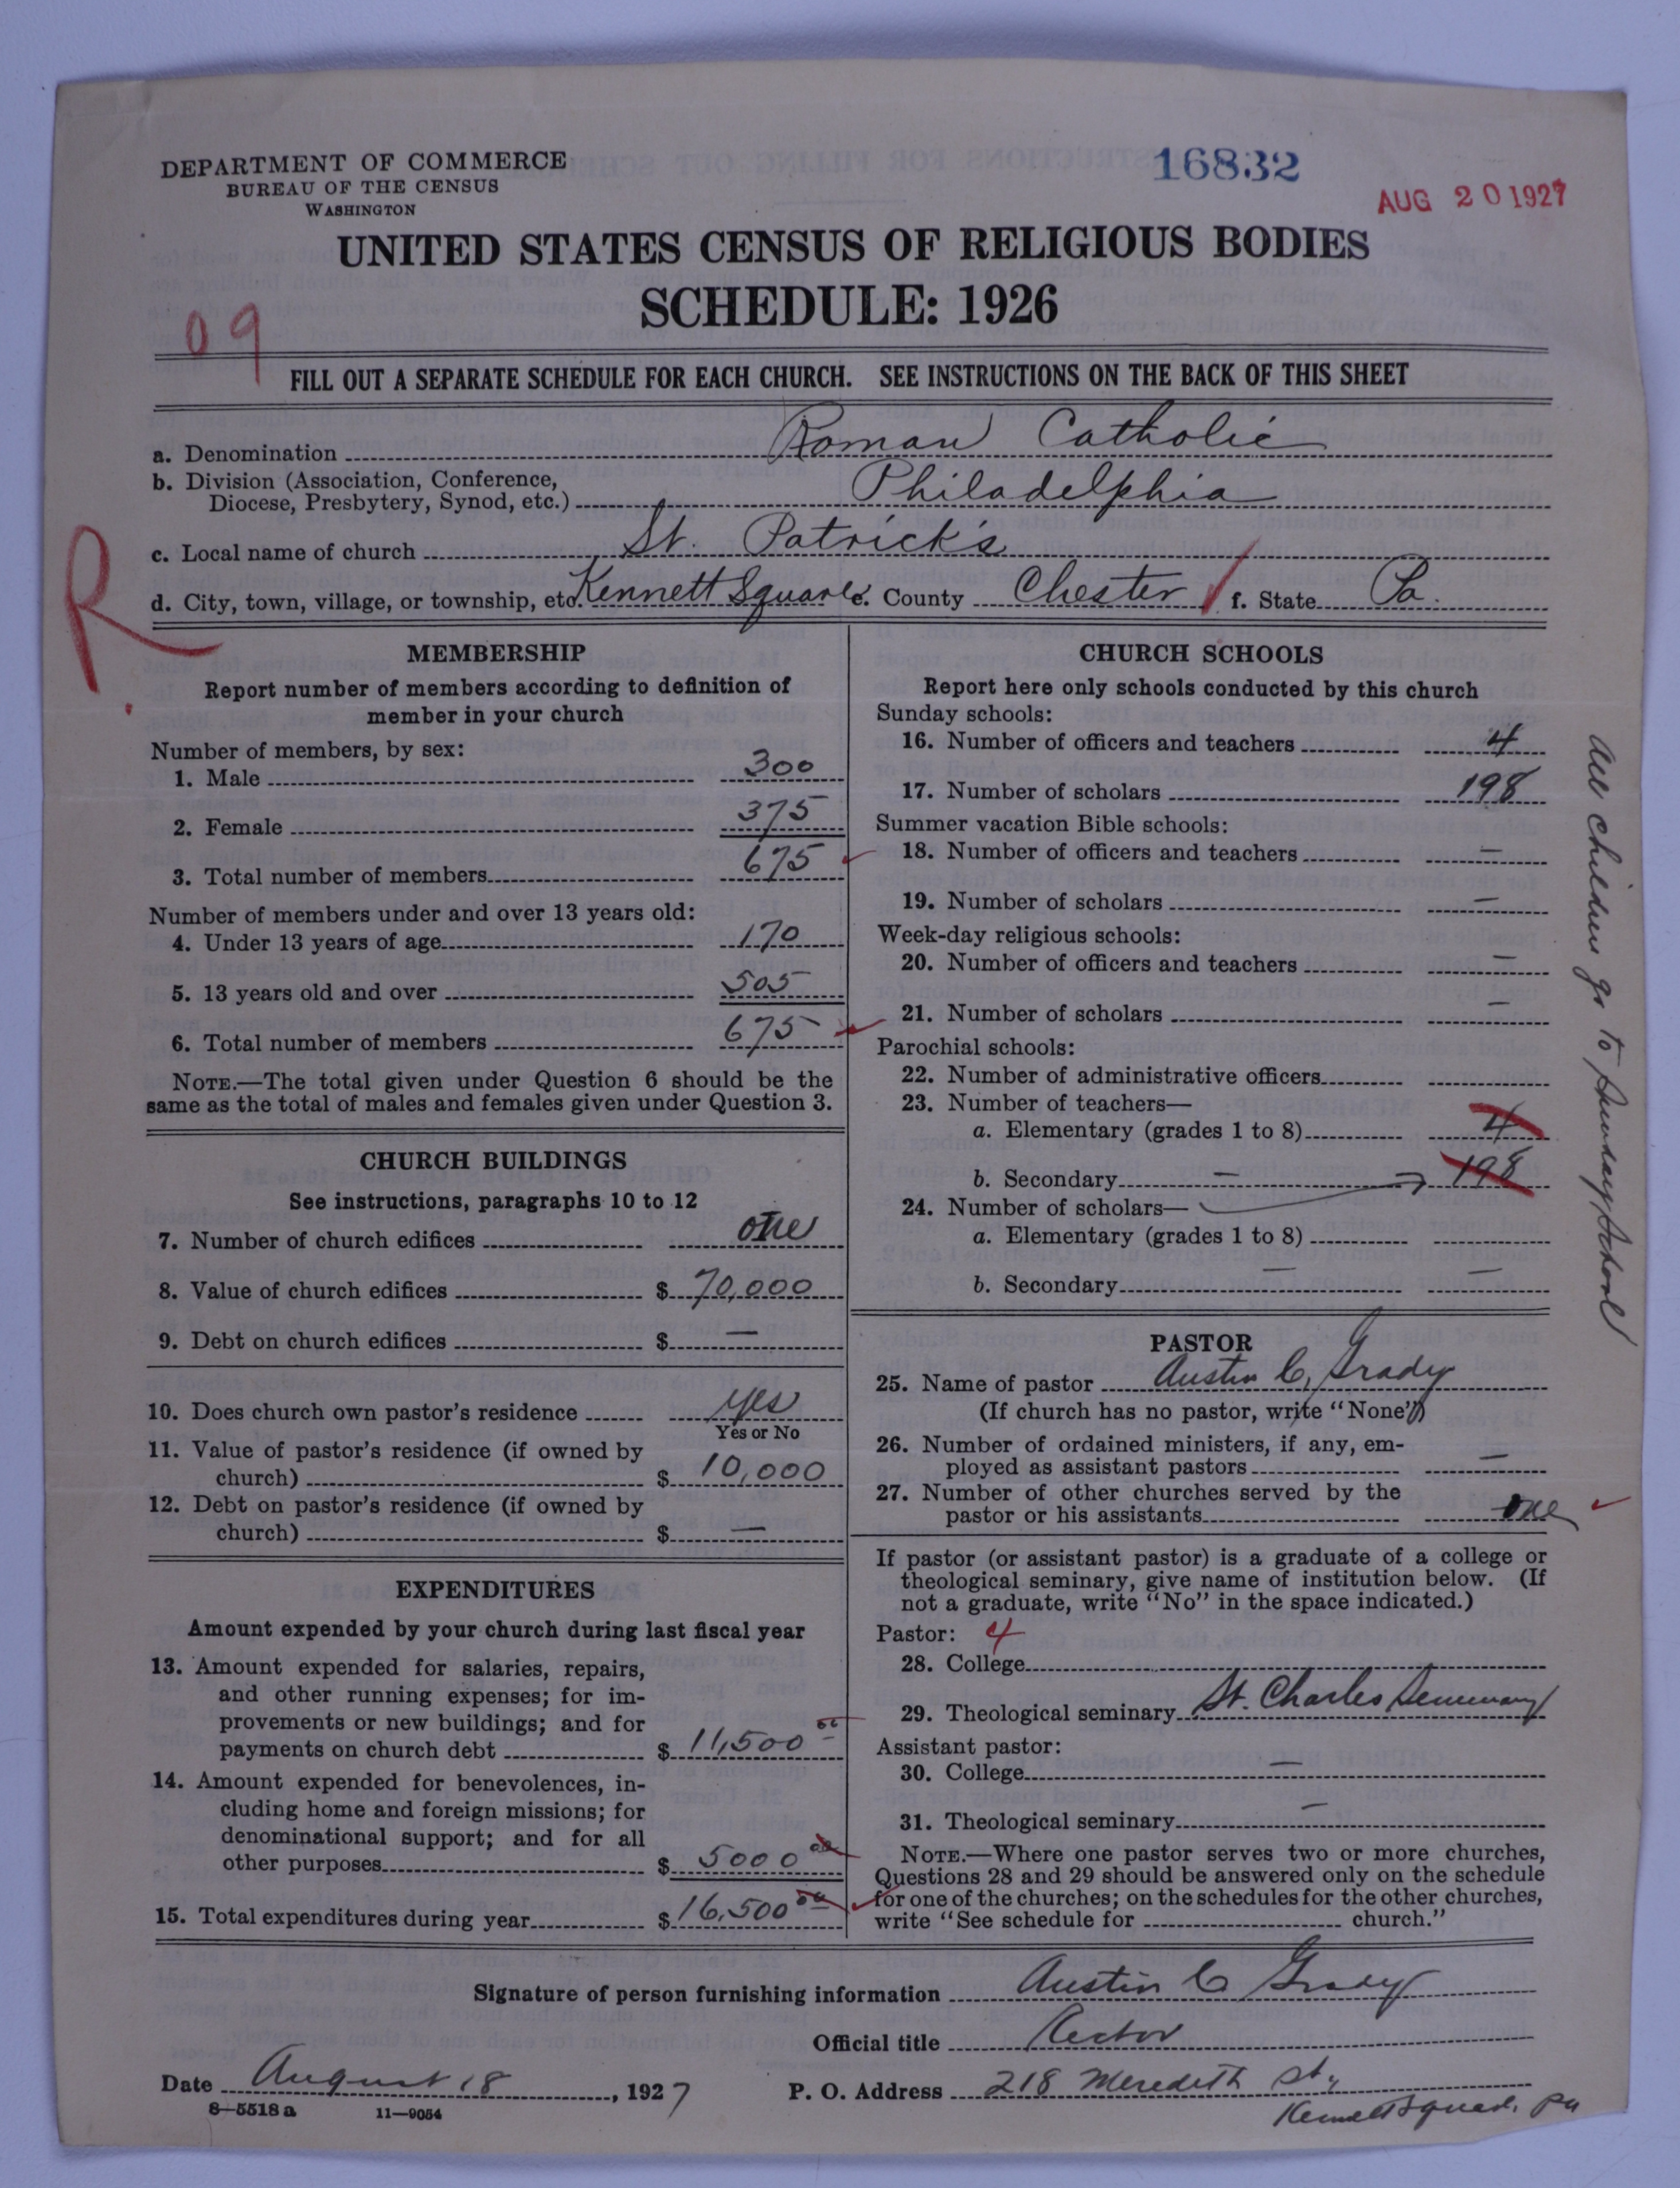 DEPARTMENT OF COMMERCE
BUREAU OF THE CENSUS
WASHINGTON
16832
AUG 20 1927
UNITED STATES CENSUS OF RELIGIOUS BODIES
SCHEDULE: 1926
09
FILL OUT A SEPARATE SCHEDULE FOR EACH CHURCH. SEE INSTRUCTIONS ON THE BACK OF THIS SHEET
a. Denomination Roman Catholic
b. Division (Association, Conference,
Diocese, Presbytery, Synod, etc.) Philadelphia
c. Local name of church St. Patrick's
d. City, town, village, or township, etc. Kennett Square e. County Chester f. State Pa.
R.
MEMBERSHIP
Report number of members according to definition of
member in your church
Number of members, by sex:
1. Male 300
2. Female 375
3. Total number of members 675
Number of members under and over 13 years old:
4. Under 13 years of age 170
5. 13 years old and over 505
6. Total number of members 675
NOTE.—The total given under Question 6 should be the
same as the total of males and females given under Question 3.
CHURCH BUILDINGS
See instructions, paragraphs 10 to 12
7. Number of church edifices one
8. Value of church edifices $ 70,000
9. Debt on church edifices $ —
10. Does church own pastor's residence yes
Yes or No
11. Value of pastor's residence (if owned by
church) $ 10,000
12. Debt on pastor's residence (if owned by
church) $ —
EXPENDITURES
Amount expended by your church during last fiscal year
13. Amount expended for salaries, repairs,
and other running expenses; for im-
provements or new buildings; and for
payments on church debt $ 11,500 00
14. Amount expended for benevolences, in-
cluding home and foreign missions; for
denominational support; and for all
other purposes $ 5000 00
15. Total expenditures during year $ 16,500 00
CHURCH SCHOOLS
Report here only schools conducted by this church
Sunday schools:
16. Number of officers and teachers 4
17. Number of scholars 198
Summer vacation Bible schools:
18. Number of officers and teachers —
19. Number of scholars —
Week-day religious schools:
20. Number of officers and teachers —
21. Number of scholars —
Parochial schools:
22. Number of administrative officers
23. Number of teachers—
a. Elementary (grades 1 to 8) 4
b. Secondary — 198
24. Number of scholars—
a. Elementary (grades 1 to 8)
b. Secondary — —
All children go to Sunday School
PASTOR
25. Name of pastor Austin C. Grady
(If church has no pastor, write "None")
26. Number of ordained ministers, if any, em-
ployed as assistant pastors —
27. Number of other churches served by the
pastor or his assistants one
If pastor (or assistant pastor) is a graduate of a college or
theological seminary, give name of institution below. (If
not a graduate, write "No" in the space indicated.)
Pastor: 4
28. College
29. Theological seminary St. Charles Seminary
Assistant pastor:
30. College —
31. Theological seminary —
NOTE.—Where one pastor serves two or more churches,
Questions 28 and 29 should be answered only on the schedule
for one of the churches; on the schedules for the other churches,
write "See schedule for church."
Signature of person furnishing information Austin C Grady
Official title Rector
Date August 18, 1927 P. O. Address 218 Meredith St.,
Kennett Square, Pa
8—5518 a 11—9054